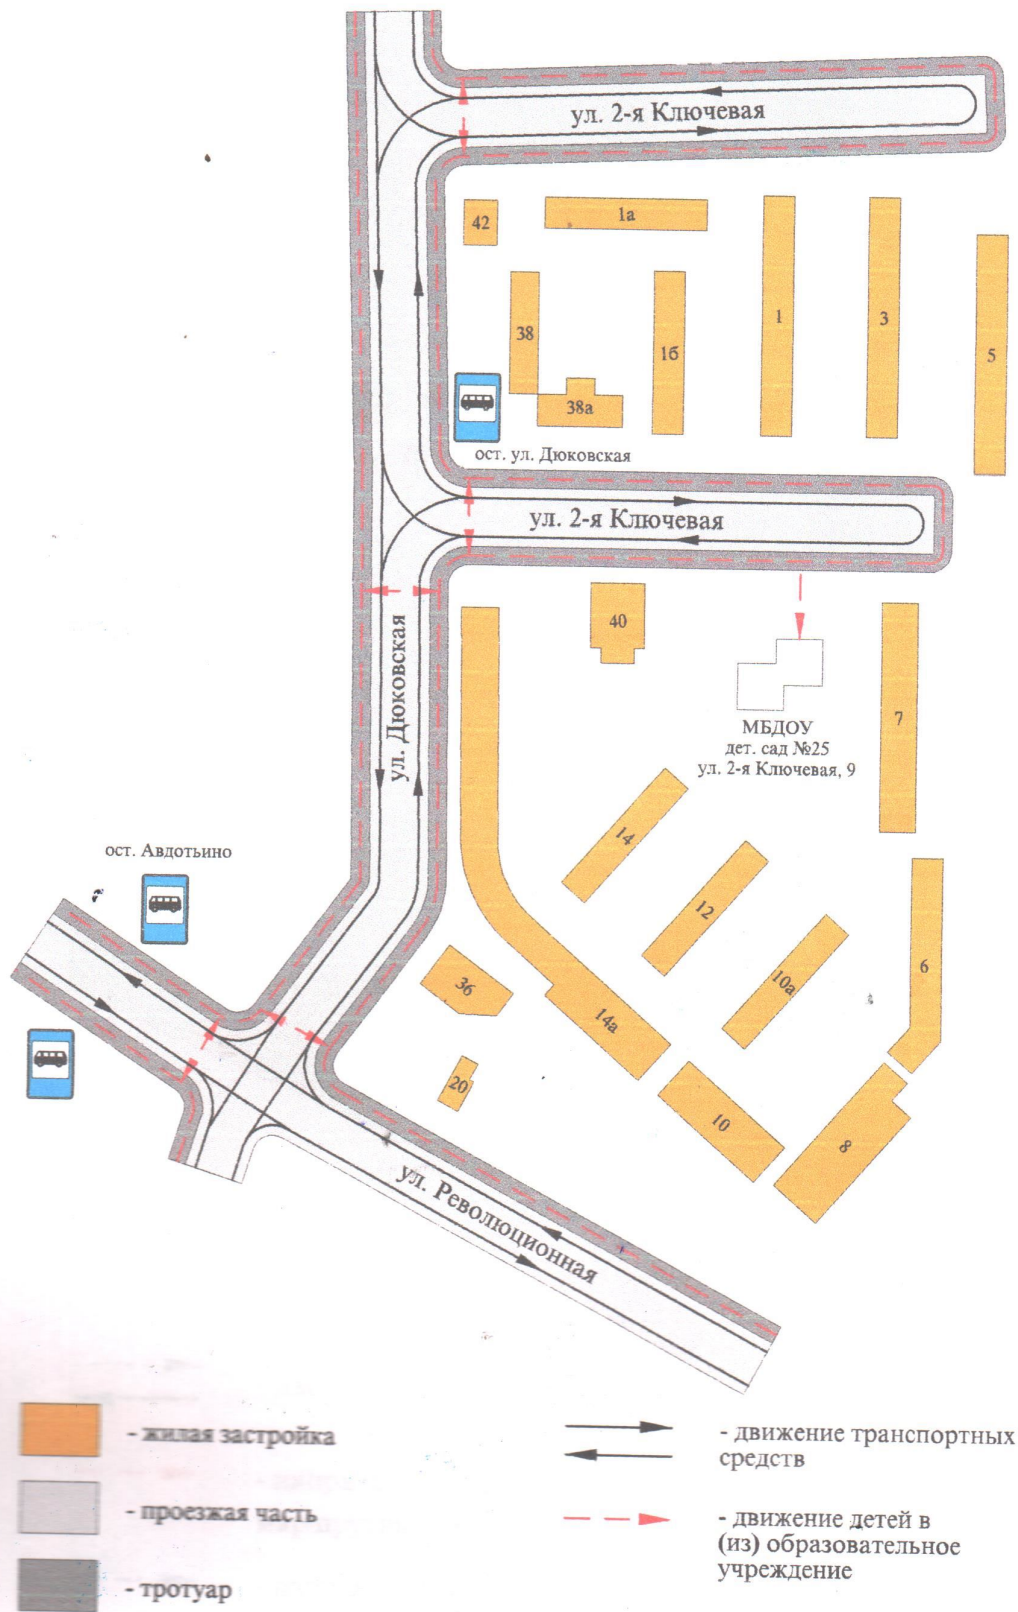 ул. 2-я Ключевая
42
1а
38
1б
1
3
5
38а
ост. ул. Дюковская
ул. 2-я Ключевая
40
ул. Дюковская
7
МБДОУ
дет. сад №25
ул. 2-я Ключевая, 9
14
ост. Авдотьино
12
10а
6
36
14а
20
10
8
ул. Революционная
- жилая застройка
- проезжая часть
- тротуар
- движение транспортных
средств
- движение детей в
(из) образовательное
учреждение